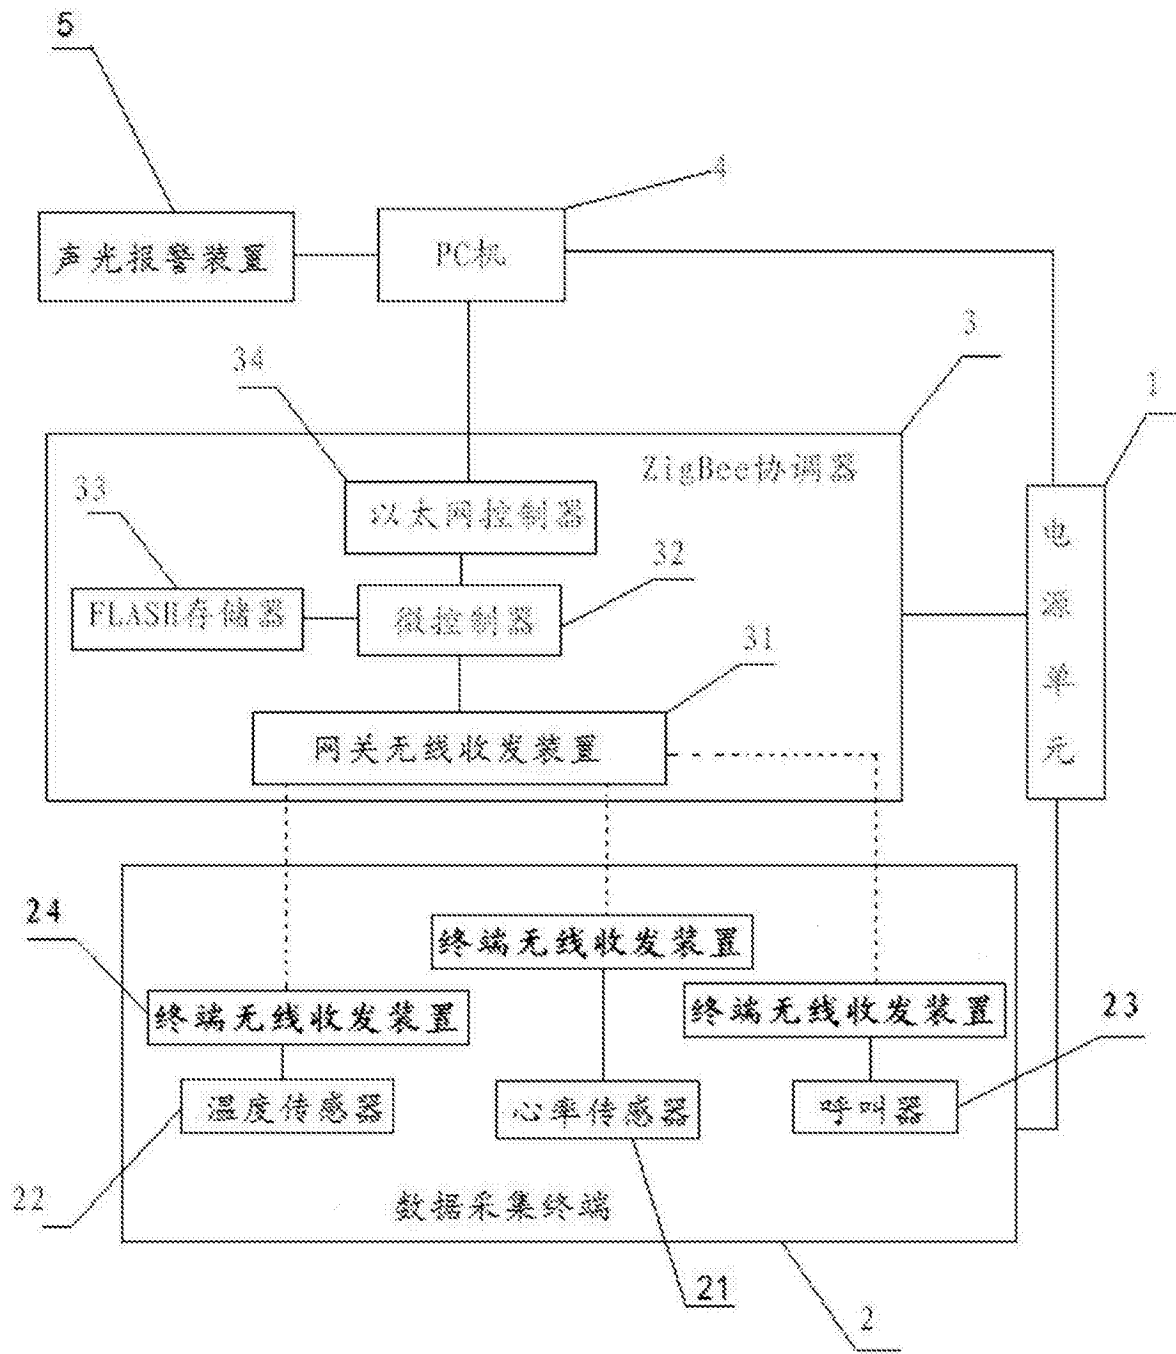 5
4
声光报警装置
PC机
3
34
1
ZigBee协调器
33
以太网控制器
32
FLASH存储器
微控制器
31
电源单元
网关无线收发装置
24
终端无线收发装置
终端无线收发装置
终端无线收发装置
23
温度传感器
心率传感器
呼叫器
22
数据采集终端
21
2